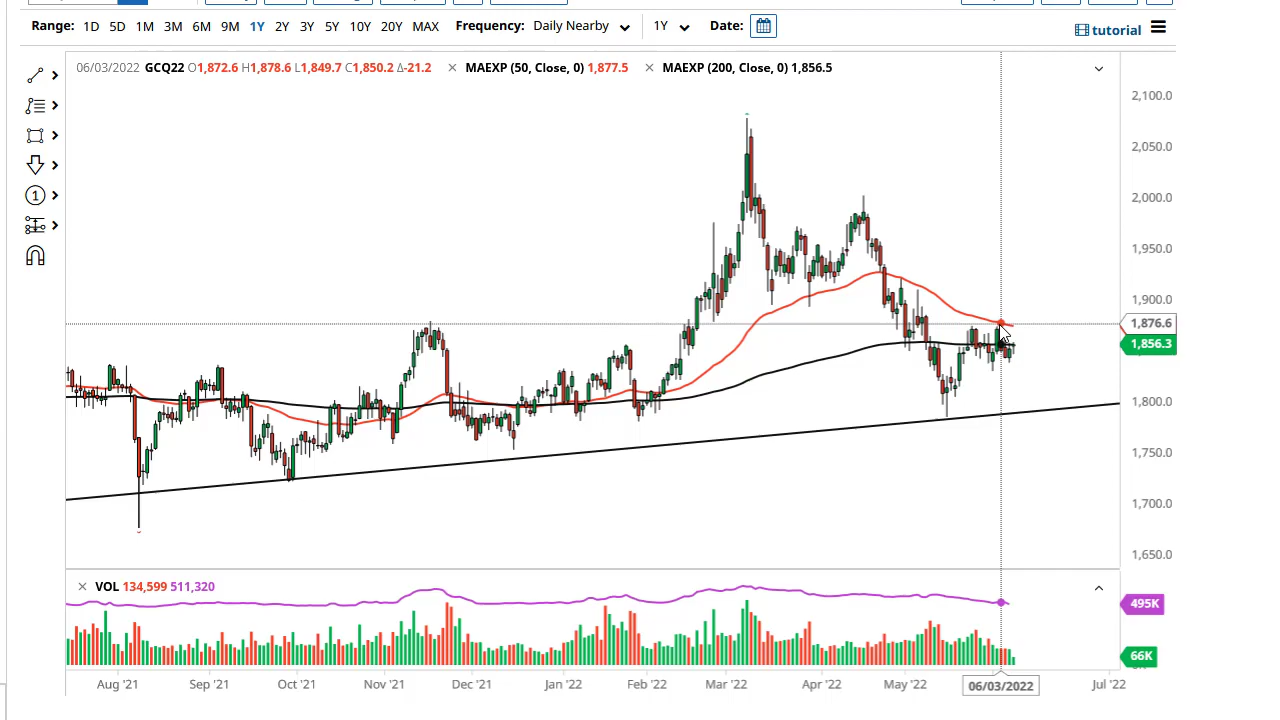 Range: 1D 5D 1M 3M 6M 9M 1Y 2Y 3Y 5Y 10Y 20Y MAX Frequency: Daily Nearby 1Y Date:
tutorial
06/03/2022 GCQ22 O1,872.6 H1,878.6 L1,849.7 C1,850.2 Δ-21.2 × MAEXP (50, Close, 0) 1,877.5 × MAEXP (200, Close, 0) 1,856.5
2,100.0
2,050.0
2,000.0
1,950.0
1,900.0
1,876.6
1,856.3
1,800.0
1,750.0
1,700.0
1,650.0
1
× VOL 134,599 511,320
495K
66K
Aug '21 Sep '21 Oct '21 Nov '21 Dec '21 Jan '22 Feb '22 Mar '22 Apr '22 May '22 06/03/2022 Jul '22